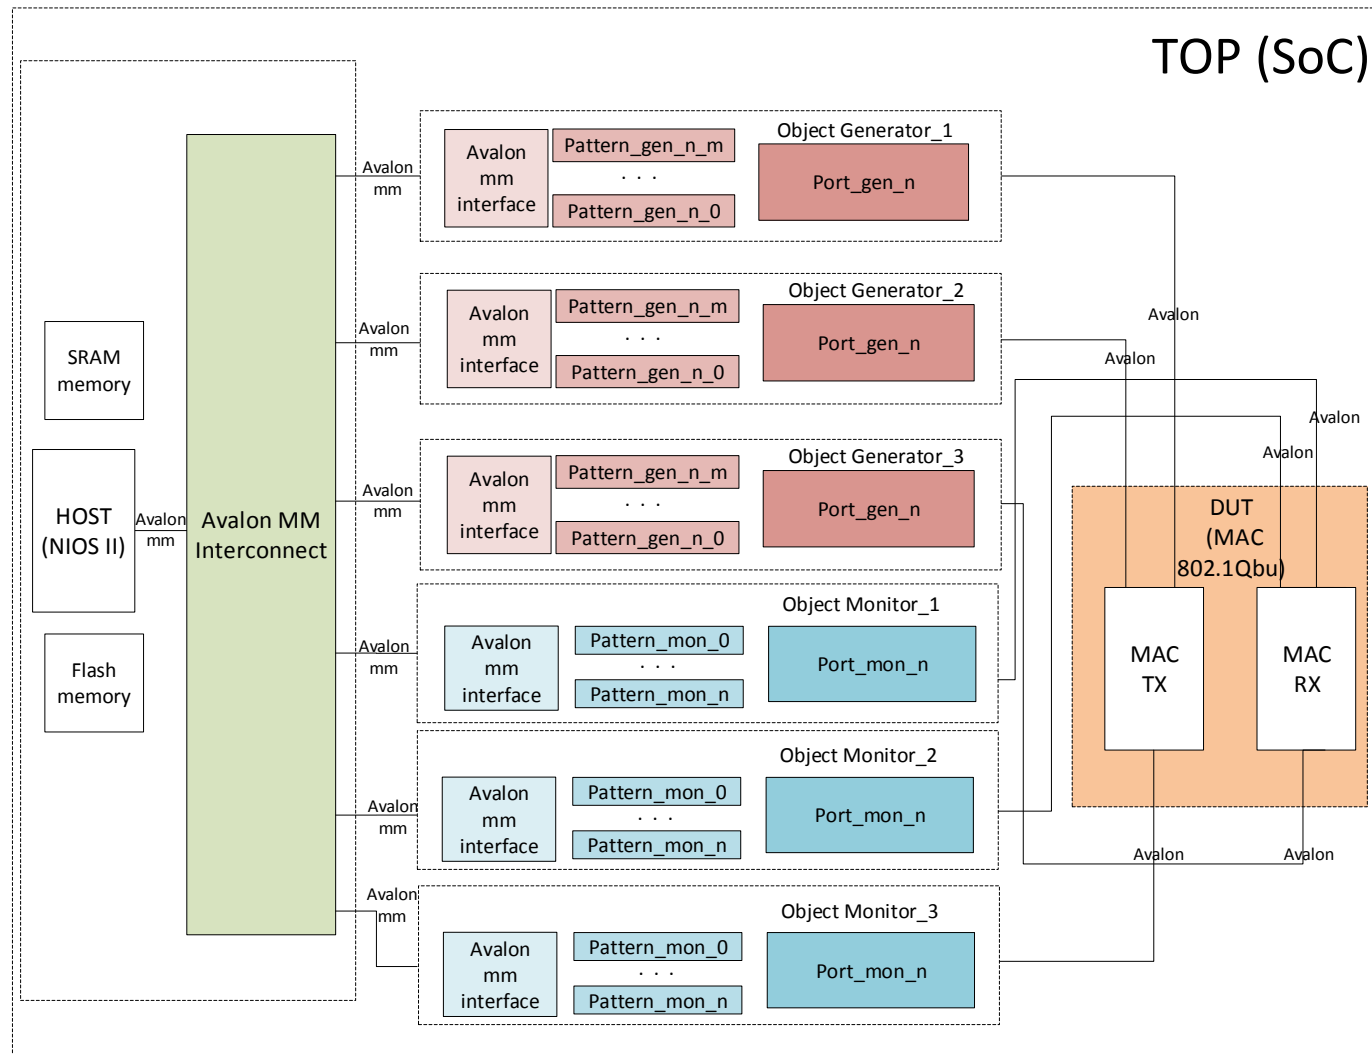 TOP (SoC)
SRAM
memory
HOST
(NIOS II)
Avalon
mm
Flash
memory
Avalon MM
Interconnect
Avalon
mm
Object Generator_1
Avalon
mm
interface
Pattern_gen_n_m
. . .
Pattern_gen_n_0
Port_gen_n
Avalon
mm
Object Generator_2
Avalon
mm
interface
Pattern_gen_n_m
. . .
Pattern_gen_n_0
Port_gen_n
Avalon
mm
Object Generator_3
Avalon
mm
interface
Pattern_gen_n_m
. . .
Pattern_gen_n_0
Port_gen_n
Avalon
mm
Object Monitor_1
Avalon
mm
interface
Pattern_mon_0
. . .
Pattern_mon_n
Port_mon_n
Avalon
mm
Object Monitor_2
Avalon
mm
interface
Pattern_mon_0
. . .
Pattern_mon_n
Port_mon_n
Avalon
mm
Object Monitor_3
Avalon
mm
interface
Pattern_mon_0
. . .
Pattern_mon_n
Port_mon_n
Avalon
Avalon
Avalon
Avalon
DUT
(MAC
802.1Qbu)
MAC
TX
MAC
RX
Avalon
Avalon